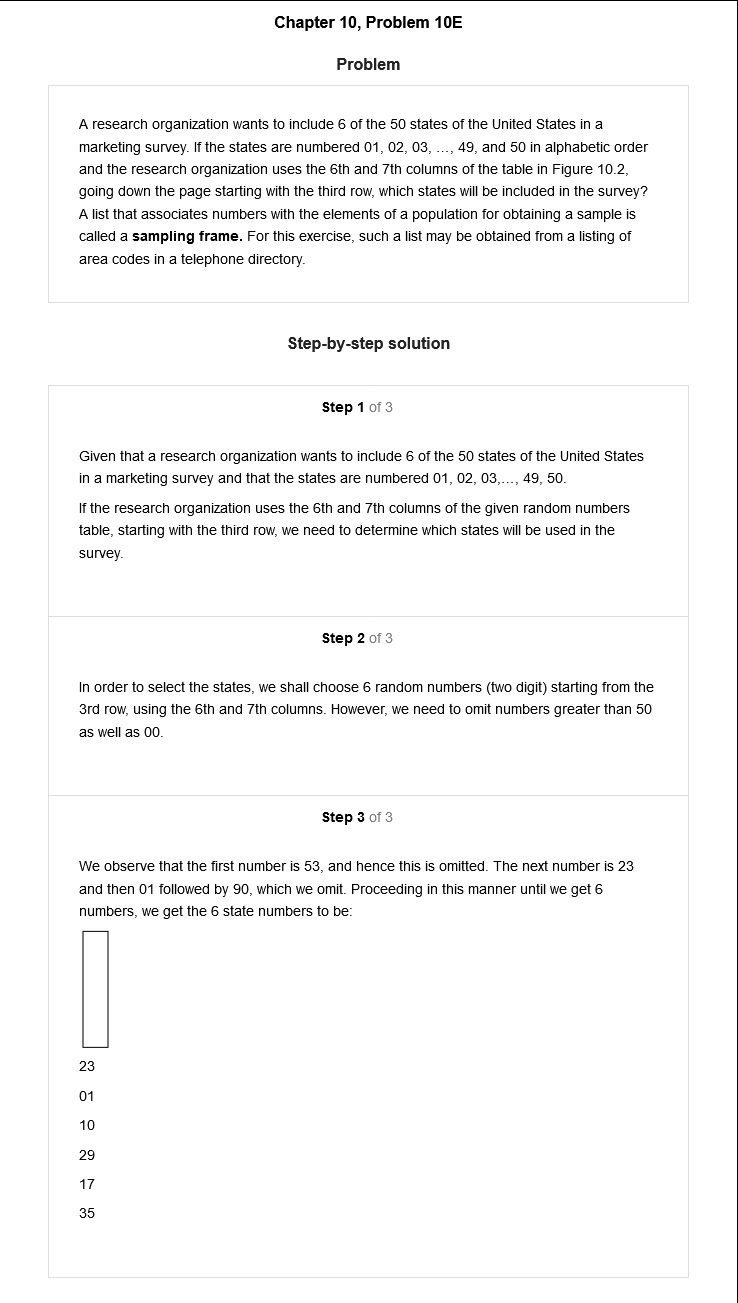 Chapter 10, Problem 10E
Problem
A research organization wants to include 6 of the 50 states of the United States in a
marketing survey. If the states are numbered 01, 02, 03, …, 49, and 50 in alphabetic order
and the research organization uses the 6th and 7th columns of the table in Figure 10.2,
going down the page starting with the third row, which states will be included in the survey?
A list that associates numbers with the elements of a population for obtaining a sample is
called a sampling frame. For this exercise, such a list may be obtained from a listing of
area codes in a telephone directory.
Step-by-step solution
Step 1 of 3
Given that a research organization wants to include 6 of the 50 states of the United States
in a marketing survey and that the states are numbered 01, 02, 03,…, 49, 50.
If the research organization uses the 6th and 7th columns of the given random numbers
table, starting with the third row, we need to determine which states will be used in the
survey.
Step 2 of 3
In order to select the states, we shall choose 6 random numbers (two digit) starting from the
3rd row, using the 6th and 7th columns. However, we need to omit numbers greater than 50
as well as 00.
Step 3 of 3
We observe that the first number is 53, and hence this is omitted. The next number is 23
and then 01 followed by 90, which we omit. Proceeding in this manner until we get 6
numbers, we get the 6 state numbers to be:
23
01
10
29
17
35